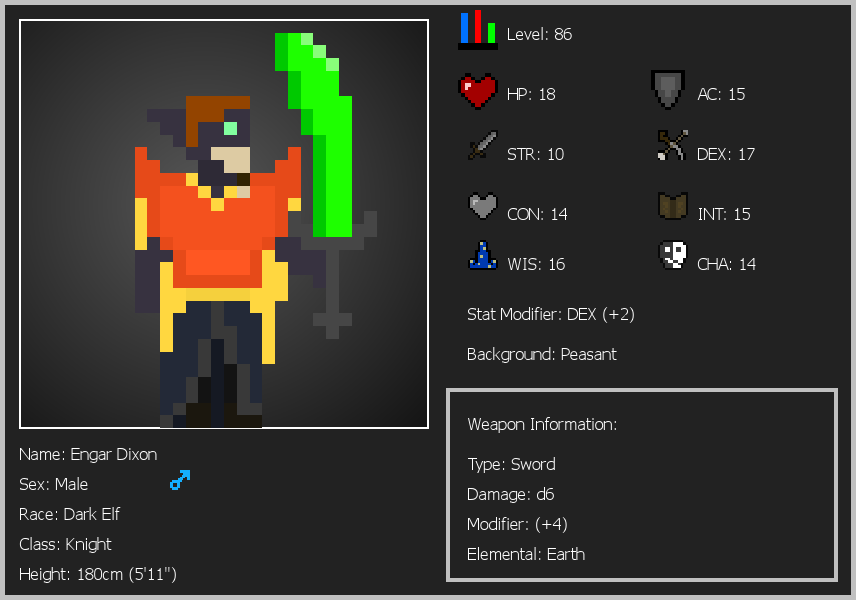 Level: 86
HP: 18
AC: 15
STR: 10
DEX: 17
CON: 14
INT: 15
WIS: 16
CHA: 14
Stat Modifier: DEX (+2)
Background: Peasant
Weapon Information:
Type: Sword
Damage: d6
Modifier: (+4)
Elemental: Earth
Name: Engar Dixon
Sex: Male
Race: Dark Elf
Class: Knight
Height: 180cm (5'11")